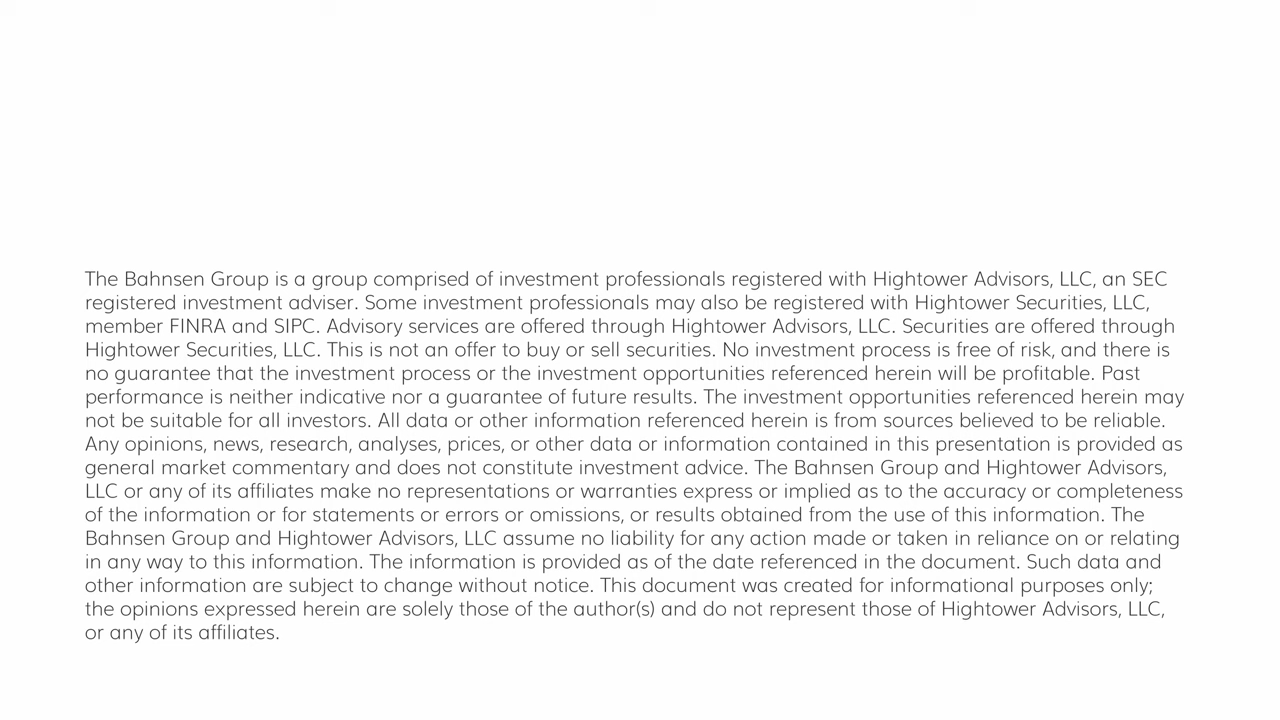 The Bahnsen Group is a group comprised of investment professionals registered with Hightower Advisors, LLC, an SEC
registered investment adviser. Some investment professionals may also be registered with Hightower Securities, LLC,
member FINRA and SIPC. Advisory services are offered through Hightower Advisors, LLC. Securities are offered through
Hightower Securities, LLC. This is not an offer to buy or sell securities. No investment process is free of risk, and there is
no guarantee that the investment process or the investment opportunities referenced herein will be profitable. Past
performance is neither indicative nor a guarantee of future results. The investment opportunities referenced herein may
not be suitable for all investors. All data or other information referenced herein is from sources believed to be reliable.
Any opinions, news, research, analyses, prices, or other data or information contained in this presentation is provided as
general market commentary and does not constitute investment advice. The Bahnsen Group and Hightower Advisors,
LLC or any of its affiliates make no representations or warranties express or implied as to the accuracy or completeness
of the information or for statements or errors or omissions, or results obtained from the use of this information. The
Bahnsen Group and Hightower Advisors, LLC assume no liability for any action made or taken in reliance on or relating
in any way to this information. The information is provided as of the date referenced in the document. Such data and
other information are subject to change without notice. This document was created for informational purposes only;
the opinions expressed herein are solely those of the author(s) and do not represent those of Hightower Advisors, LLC,
or any of its affiliates.